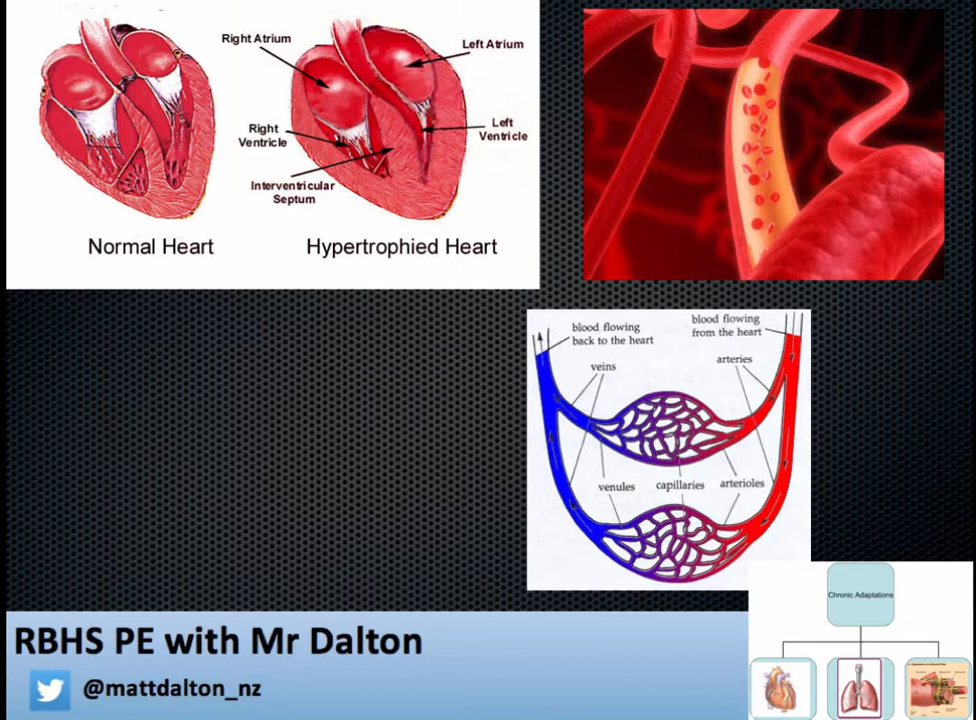 Right Atrium
Left Atrium
Right
Ventricle
Left
Ventricle
Interventricular
Septum
Normal Heart
Hypertrophied Heart
blood flowing
back to the heart
blood flowing
from the heart
veins
arteries
venules
capillaries
arterioles
Chronic Adaptations
RBHS PE with Mr Dalton
@mattdalton_nz